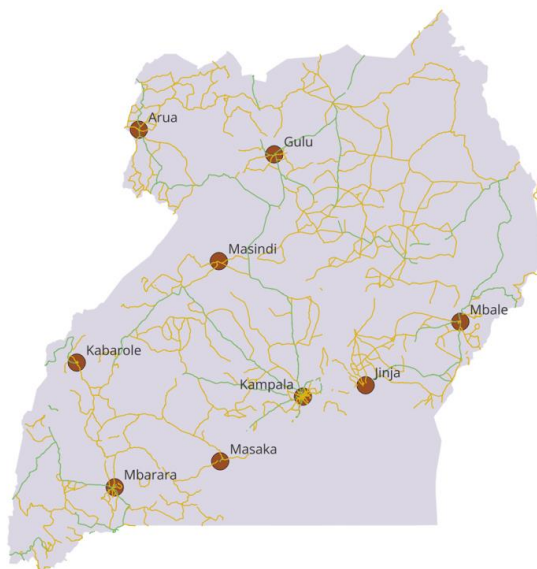 Arua
Gulu
Masindi
Mbale
Kabarole
Jinja
Kampala
Masaka
Mbarara